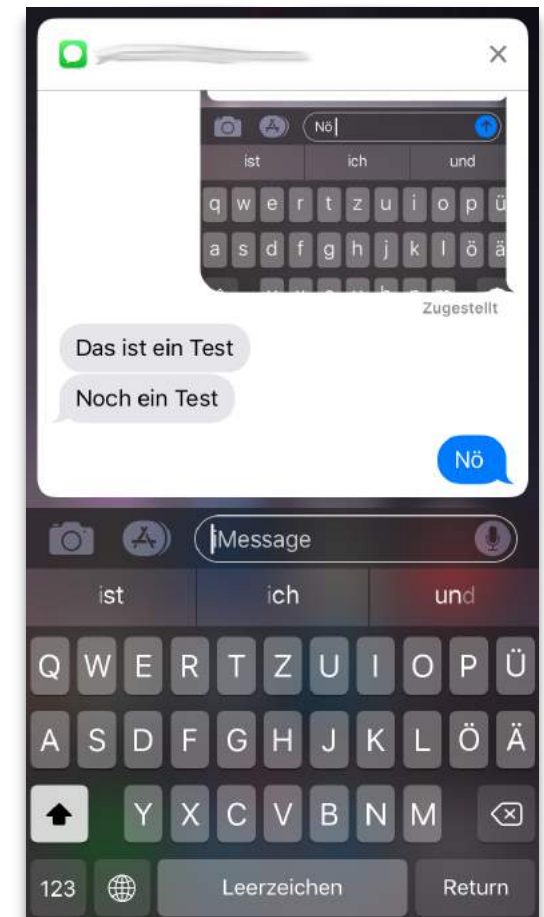 Nö
ist ich und
q w e r t z u i o p ü
a s d f g h j k l ö ä
Zugestellt
Das ist ein Test
Noch ein Test
Nö
iMessage
ist ich und
Q W E R T Z U I O P Ü
A S D F G H J K L Ö Ä
Y X C V B N M
123 Leerzeichen Return